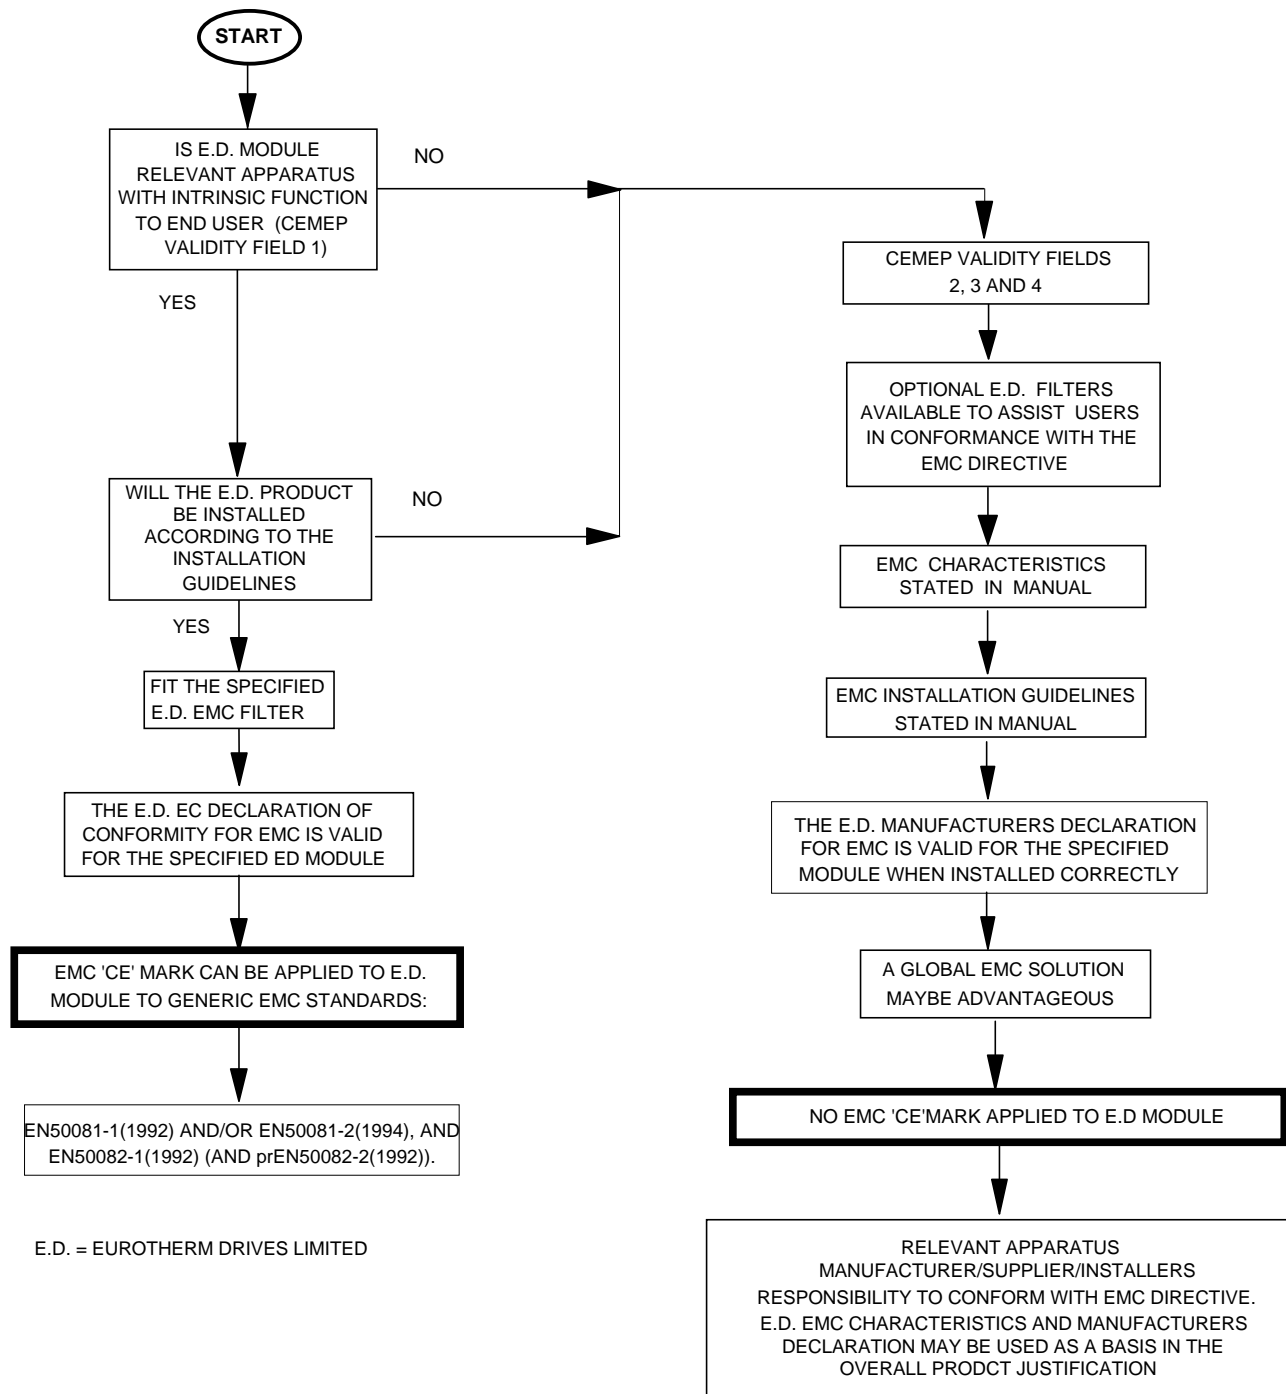 START
IS E.D. MODULE
RELEVANT APPARATUS
WITH INTRINSIC FUNCTION
TO END USER (CEMEP
VALIDITY FIELD 1)
NO
YES
WILL THE E.D. PRODUCT
BE INSTALLED
ACCORDING TO THE
INSTALLATION
GUIDELINES
NO
YES
FIT THE SPECIFIED
E.D. EMC FILTER
THE E.D. EC DECLARATION OF
CONFORMITY FOR EMC IS VALID
FOR THE SPECIFIED ED MODULE
EMC 'CE' MARK CAN BE APPLIED TO E.D.
MODULE TO GENERIC EMC STANDARDS:
EN50081-1(1992) AND/OR EN50081-2(1994), AND
EN50082-1(1992) (AND prEN50082-2(1992)).
E.D. = EUROTHERM DRIVES LIMITED
CEMEP VALIDITY FIELDS
2, 3 AND 4
OPTIONAL E.D. FILTERS
AVAILABLE TO ASSIST USERS
IN CONFORMANCE WITH THE
EMC DIRECTIVE
EMC CHARACTERISTICS
STATED IN MANUAL
EMC INSTALLATION GUIDELINES
STATED IN MANUAL
THE E.D. MANUFACTURERS DECLARATION
FOR EMC IS VALID FOR THE SPECIFIED
MODULE WHEN INSTALLED CORRECTLY
A GLOBAL EMC SOLUTION
MAYBE ADVANTAGEOUS
NO EMC 'CE'MARK APPLIED TO E.D MODULE
RELEVANT APPARATUS
MANUFACTURER/SUPPLIER/INSTALLERS
RESPONSIBILITY TO CONFORM WITH EMC DIRECTIVE.
E.D. EMC CHARACTERISTICS AND MANUFACTURERS
DECLARATION MAY BE USED AS A BASIS IN THE
OVERALL PRODCT JUSTIFICATION